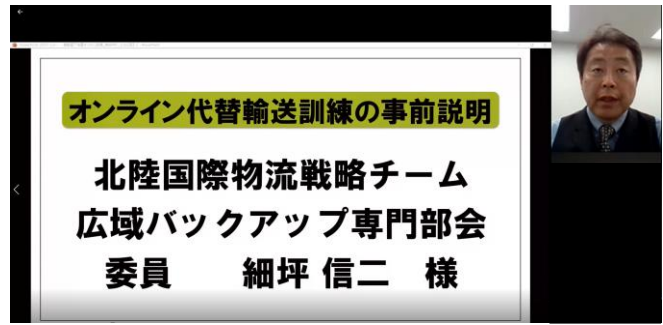 オンライン代替輸送訓練の事前説明
北陸国際物流戦略チーム
広域バックアップ専門部会
委員　細坪 信二　様